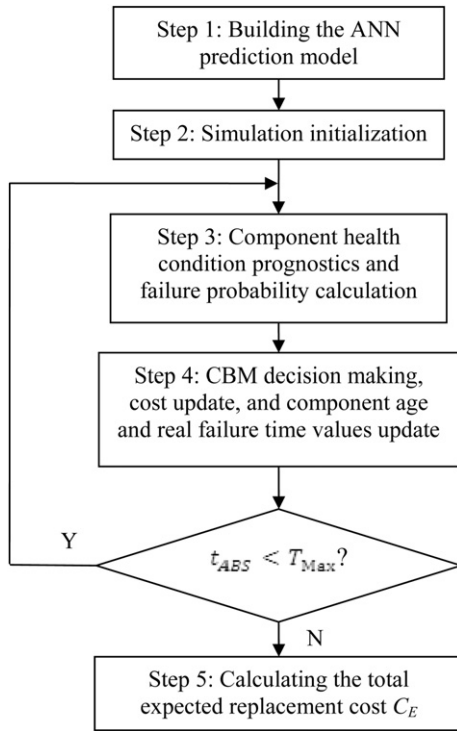 Step 1: Building the ANN
prediction model
Step 2: Simulation initialization
Step 3: Component health
condition prognostics and
failure probability calculation
Step 4: CBM decision making,
cost update, and component age
and real failure time values update
Y
t_ABS < T_Max?
N
Step 5: Calculating the total
expected replacement cost C_E